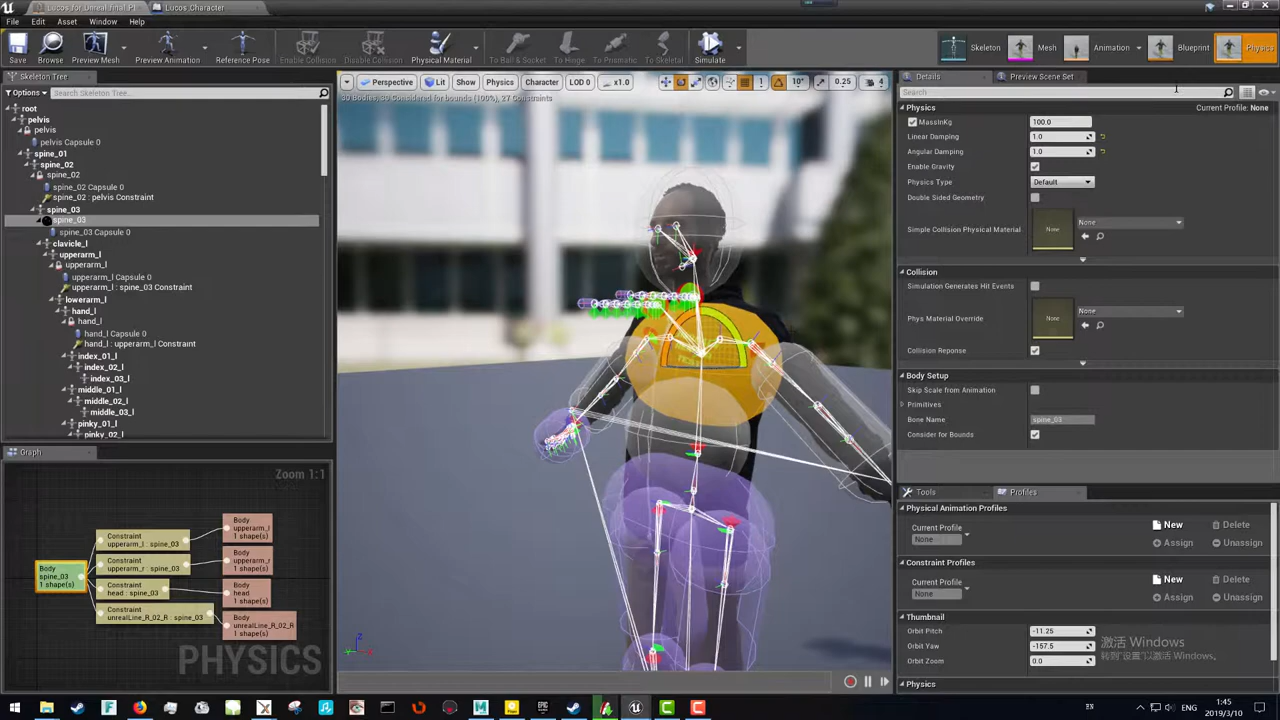 Lucos_for_Unreal_final_Ph
Lucos_Character
File
Edit
Asset
Window
Help
Save
Browse
Preview Mesh
Preview Animation
Reference Pose
Enable Collision
Disable Collision
Physical Material
To Ball & Socket
To Hinge
To Prismatic
To Skeletal
Simulate
Skeleton
Mesh
Animation
Blueprint
Physics
Skeleton Tree
Options
Search Skeleton Tree...
root
pelvis
pelvis
pelvis Capsule 0
spine_01
spine_02
spine_02
spine_02 Capsule 0
spine_02 : pelvis Constraint
spine_03
spine_03
spine_03 Capsule 0
clavicle_l
upperarm_l
upperarm_l
upperarm_l Capsule 0
upperarm_l : spine_03 Constraint
lowerarm_l
hand_l
hand_l
hand_l Capsule 0
hand_l : upperarm_l Constraint
index_01_l
index_02_l
index_03_l
middle_01_l
middle_02_l
middle_03_l
pinky_01_l
pinky_02_l
Perspective
Lit
Show
Physics
Character
LOD 0
x1.0
1
10°
0.25
4
30 Bodies, 30 Considered for bounds (100%), 27 Constraints
Details
Preview Scene Set
Search
Physics
Current Profile: None
MassInKg
100.0
Linear Damping
1.0
Angular Damping
1.0
Enable Gravity
Physics Type
Default
Double Sided Geometry
Simple Collision Physical Material
None
None
Collision
Simulation Generates Hit Events
Phys Material Override
None
None
Collision Reponse
Body Setup
Skip Scale from Animation
Primitives
Bone Name
spine_03
Consider for Bounds
Graph
Zoom 1:1
Body
spine_03
1 shape(s)
Constraint
upperarm_l : spine_03
Constraint
upperarm_r : spine_03
Constraint
head : spine_03
Constraint
unrealLine_R_02_R : spine_03
Body
upperarm_l
1 shape(s)
Body
upperarm_r
1 shape(s)
Body
head
1 shape(s)
Body
unrealLine_R_02_R
1 shape(s)
PHYSICS
Tools
Profiles
Physical Animation Profiles
Current Profile
None
New
Delete
Assign
Unassign
Constraint Profiles
Current Profile
None
New
Delete
Assign
Unassign
Thumbnail
Orbit Pitch
-11.25
Orbit Yaw
-157.5
Orbit Zoom
0.0
Physics
激活 Windows
转到"设置"以激活 Windows。
ENG
1:45
2019/3/10